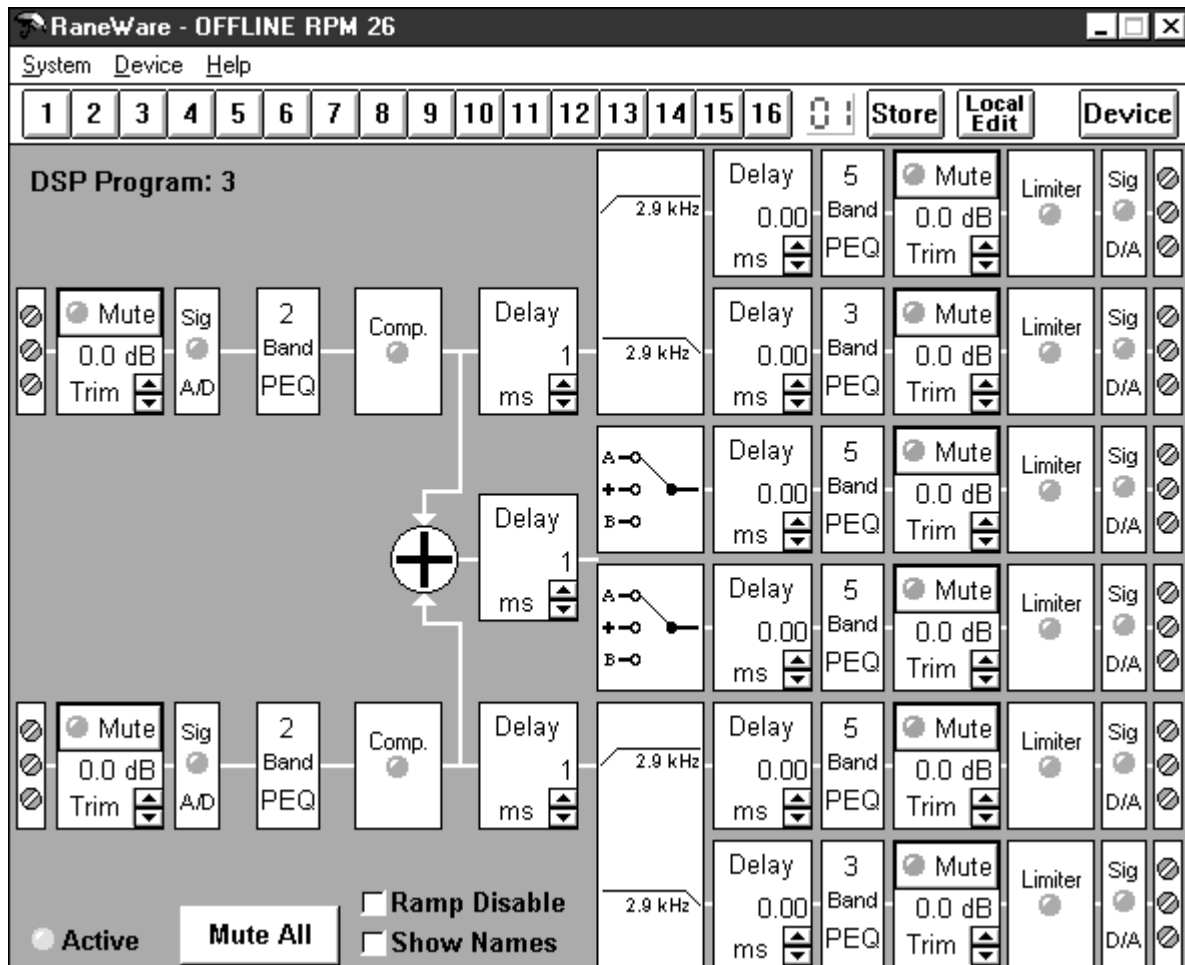 RaneWare - OFFLINE RPM 26
System Device Help
1 2 3 4 5 6 7 8 9 10 11 12 13 14 15 16 01 Store Local Edit Device
DSP Program: 3
2.9 kHz
Delay
0.00
ms
5
Band
PEQ
Mute
0.0 dB
Trim
Limiter
Sig
D/A
Mute
0.0 dB
Trim
Sig
A/D
2
Band
PEQ
Comp.
Delay
1
ms
2.9 kHz
Delay
0.00
ms
3
Band
PEQ
Mute
0.0 dB
Trim
Limiter
Sig
D/A
A
+
B
Delay
0.00
ms
5
Band
PEQ
Mute
0.0 dB
Trim
Limiter
Sig
D/A
+
Delay
1
ms
A
+
B
Delay
0.00
ms
5
Band
PEQ
Mute
0.0 dB
Trim
Limiter
Sig
D/A
Mute
0.0 dB
Trim
Sig
A/D
2
Band
PEQ
Comp.
Delay
1
ms
2.9 kHz
Delay
0.00
ms
5
Band
PEQ
Mute
0.0 dB
Trim
Limiter
Sig
D/A
2.9 kHz
Delay
0.00
ms
3
Band
PEQ
Mute
0.0 dB
Trim
Limiter
Sig
D/A
Active
Mute All
Ramp Disable
Show Names